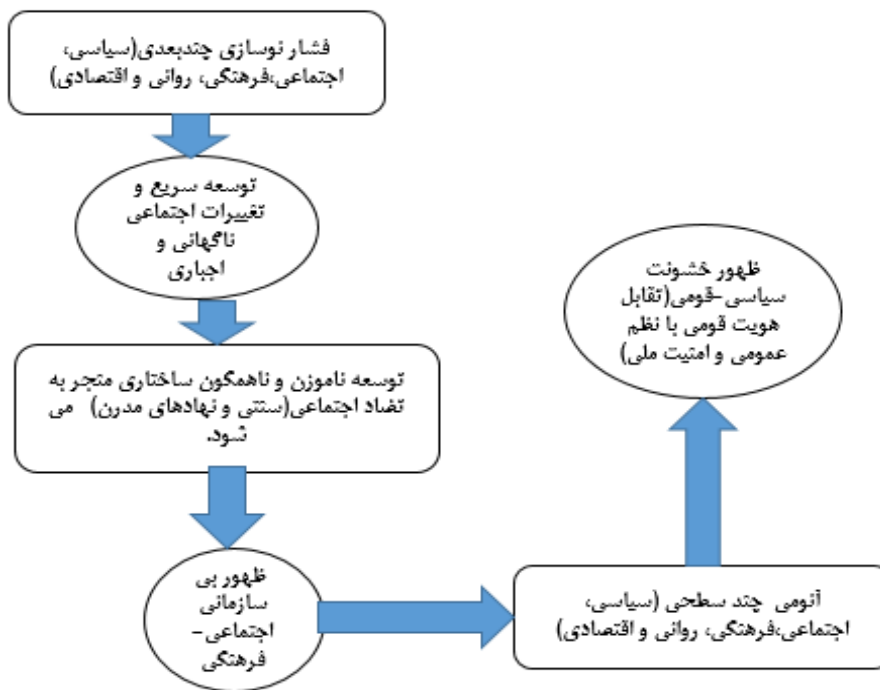 فشار نوسازی چندبعدی(سیاسی،
اجتماعی،فرهنگی، روانی و اقتصادی)
توسعه سریع و
تغییرات اجتماعی
ناگهانی و
اجباری
توسعه ناموزن و ناهمگون ساختاری منجر به
تضاد اجتماعی(سنتی و نهادهای مدرن) می
شود.
ظهور بی
سازمانی
اجتماعی-
فرهنگی
آنومی چند سطحی (سیاسی،
اجتماعی،فرهنگی، روانی و اقتصادی)
ظهور خشونت
سیاسی-قومی(تقابل
هویت قومی با نظم
عمومی و امنیت ملی)